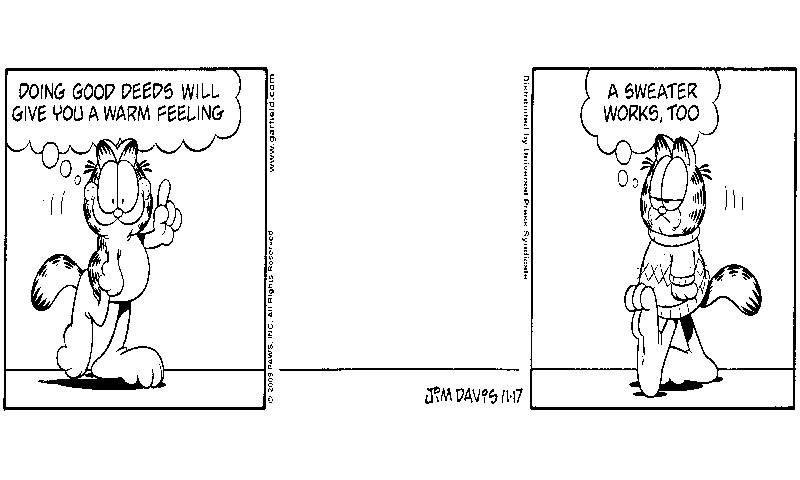 DOING GOOD DEEDS WILL
GIVE YOU A WARM FEELING
www.garfield.com
© 2009 PAWS, INC. All Rights Reserved
JIM DAVIS 11·17
Distributed by Universal Press Syndicate
A SWEATER
WORKS, TOO